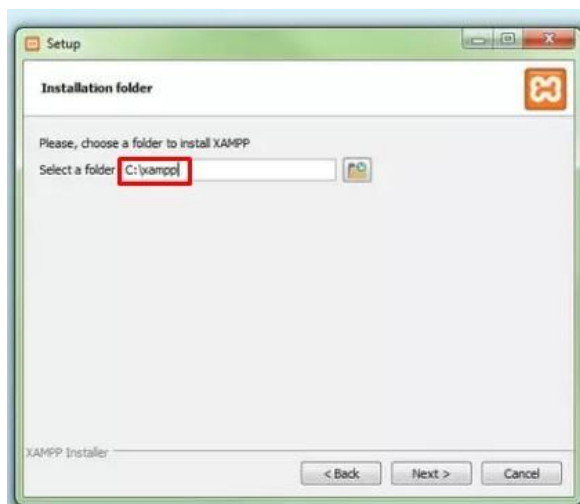 Setup
Installation folder
Please, choose a folder to install XAMPP
Select a folder C:\xampp
XAMPP Installer
< Back Next > Cancel